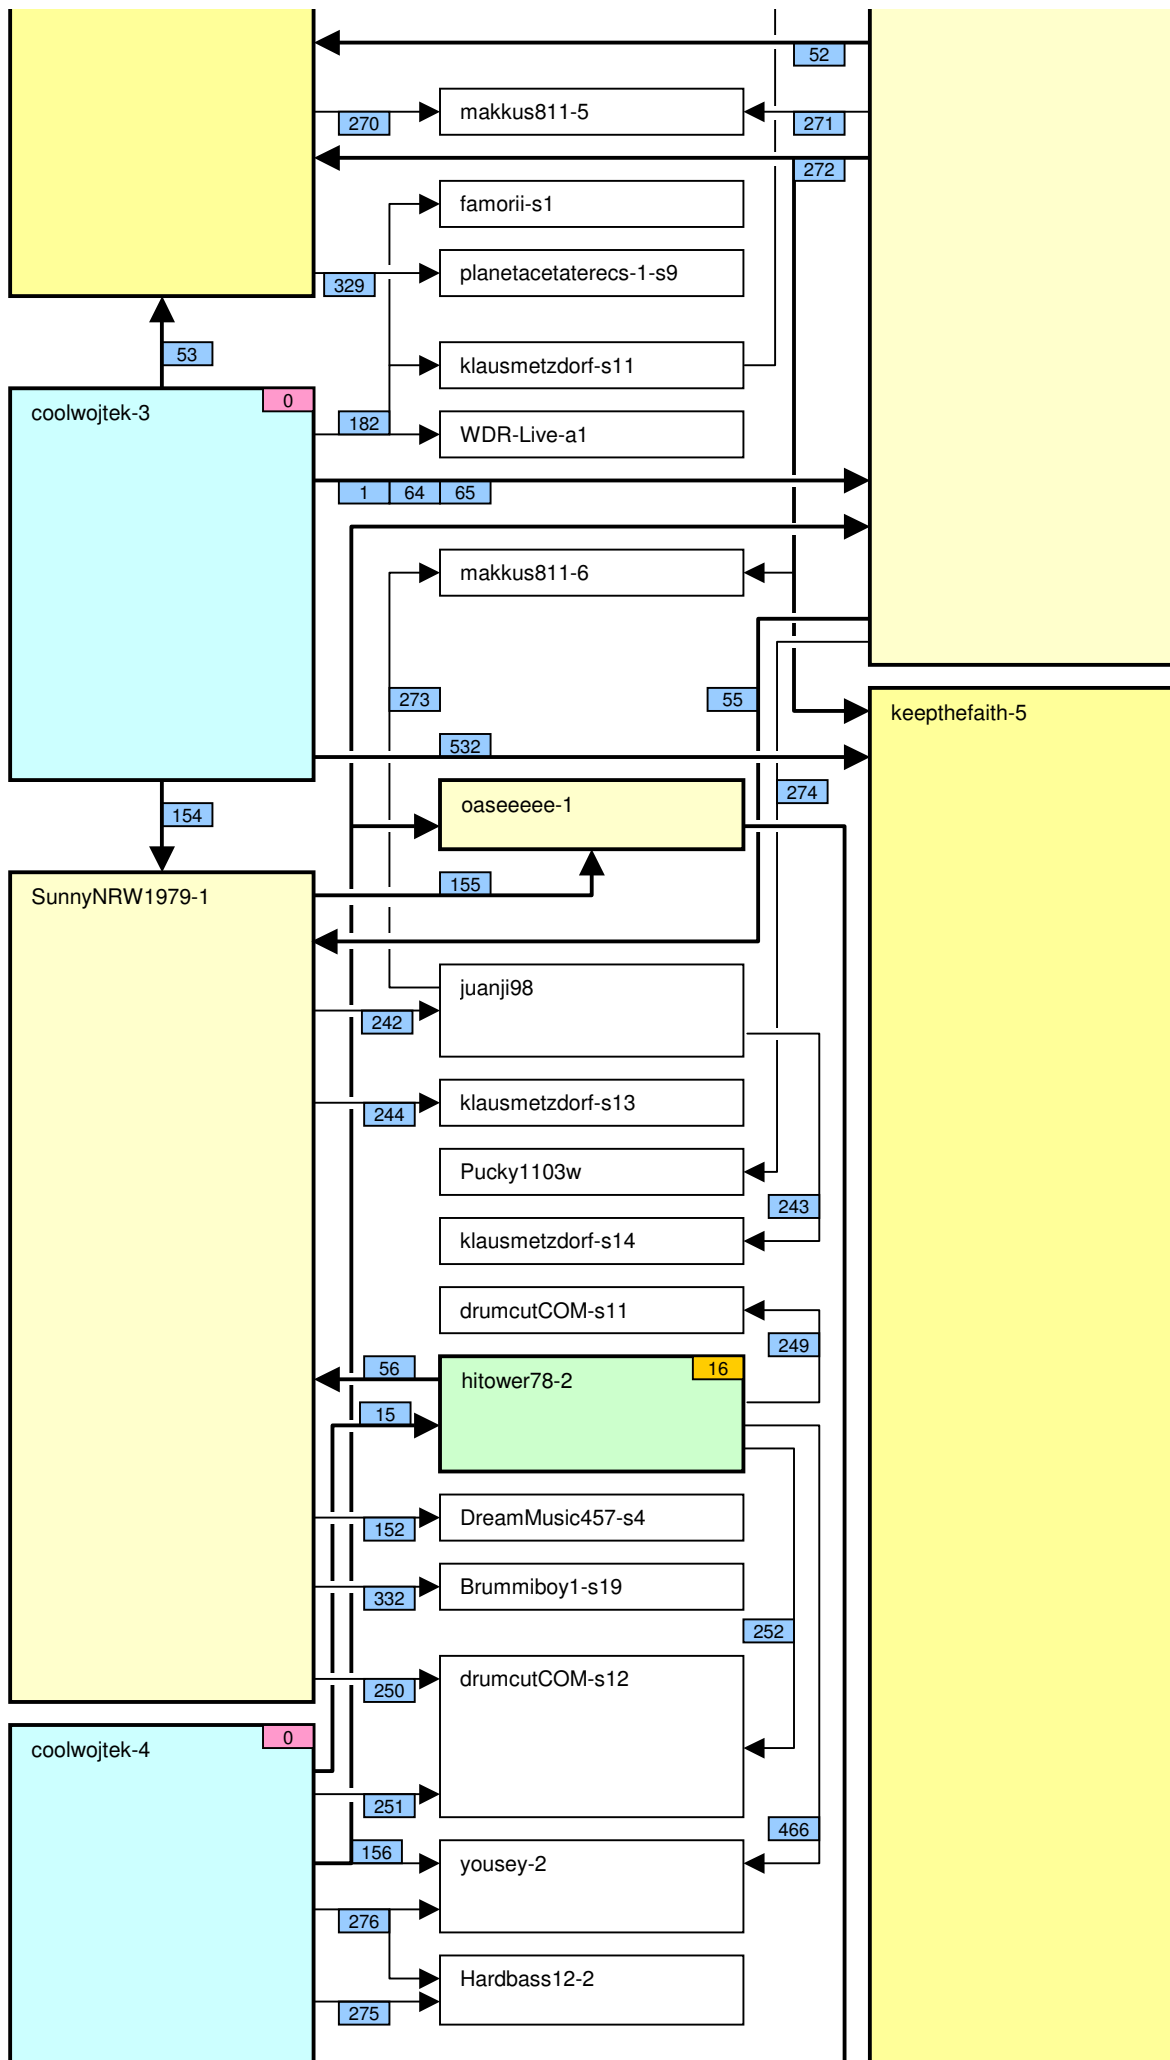 52
makkus811-5
270
271
272
famorii-s1
planetacetaterecs-1-s9
329
53
klausmetzdorf-s11
coolwojtek-3
0
182
WDR-Live-a1
1 64 65
makkus811-6
273
55
keepthefaith-5
532
274
oaseeeee-1
154
155
SunnyNRW1979-1
juanji98
242
klausmetzdorf-s13
244
Pucky1103w
243
klausmetzdorf-s14
drumcutCOM-s11
249
56
hitower78-2
16
15
DreamMusic457-s4
152
Brummiboy1-s19
332
252
drumcutCOM-s12
250
coolwojtek-4
0
251
466
156
yousey-2
276
Hardbass12-2
275